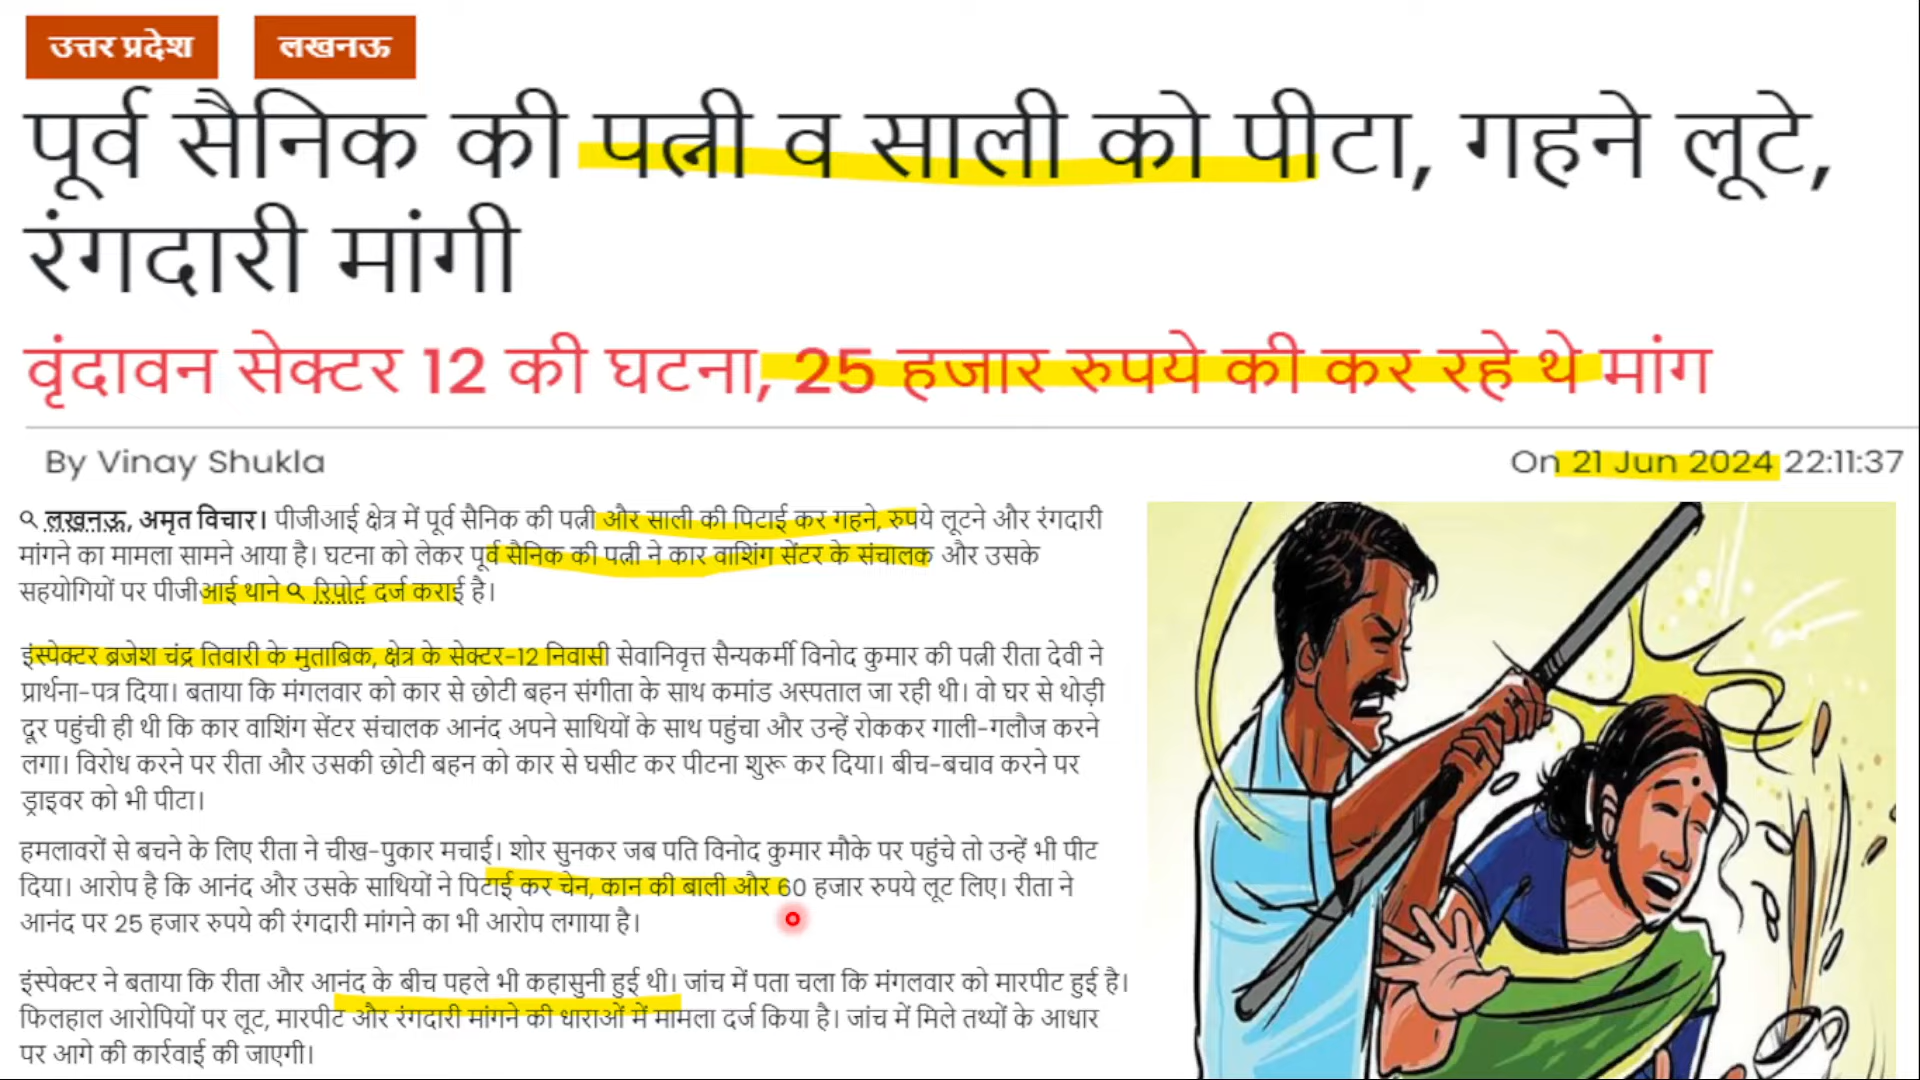 उत्तर प्रदेश
लखनऊ
पूर्व सैनिक की पत्नी व साली को पीटा, गहने लूटे,
रंगदारी मांगी
वृंदावन सेक्टर 12 की घटना, 25 हजार रुपये की कर रहे थे मांग
By Vinay Shukla
On 21 Jun 2024 22:11:37
लखनऊ, अमृत विचार। पीजीआई क्षेत्र में पूर्व सैनिक की पत्नी और साली की पिटाई कर गहने, रुपये लूटने और रंगदारी
मांगने का मामला सामने आया है। घटना को लेकर पूर्व सैनिक की पत्नी ने कार वाशिंग सेंटर के संचालक और उसके
सहयोगियों पर पीजीआई थाने रिपोर्ट दर्ज कराई है।
इंस्पेक्टर ब्रजेश चंद्र तिवारी के मुताबिक, क्षेत्र के सेक्टर-12 निवासी सेवानिवृत्त सैन्यकर्मी विनोद कुमार की पत्नी रीता देवी ने
प्रार्थना-पत्र दिया। बताया कि मंगलवार को कार से छोटी बहन संगीता के साथ कमांड अस्पताल जा रही थी। वो घर से थोड़ी
दूर पहुंची ही थी कि कार वाशिंग सेंटर संचालक आनंद अपने साथियों के साथ पहुंचा और उन्हें रोककर गाली-गलौज करने
लगा। विरोध करने पर रीता और उसकी छोटी बहन को कार से घसीट कर पीटना शुरू कर दिया। बीच-बचाव करने पर
ड्राइवर को भी पीटा।
हमलावरों से बचने के लिए रीता ने चीख-पुकार मचाई। शोर सुनकर जब पति विनोद कुमार मौके पर पहुंचे तो उन्हें भी पीट
दिया। आरोप है कि आनंद और उसके साथियों ने पिटाई कर चेन, कान की बाली और 60 हजार रुपये लूट लिए। रीता ने
आनंद पर 25 हजार रुपये की रंगदारी मांगने का भी आरोप लगाया है।
इंस्पेक्टर ने बताया कि रीता और आनंद के बीच पहले भी कहासुनी हुई थी। जांच में पता चला कि मंगलवार को मारपीट हुई है।
फिलहाल आरोपियों पर लूट, मारपीट और रंगदारी मांगने की धाराओं में मामला दर्ज किया है। जांच में मिले तथ्यों के आधार
पर आगे की कार्रवाई की जाएगी।